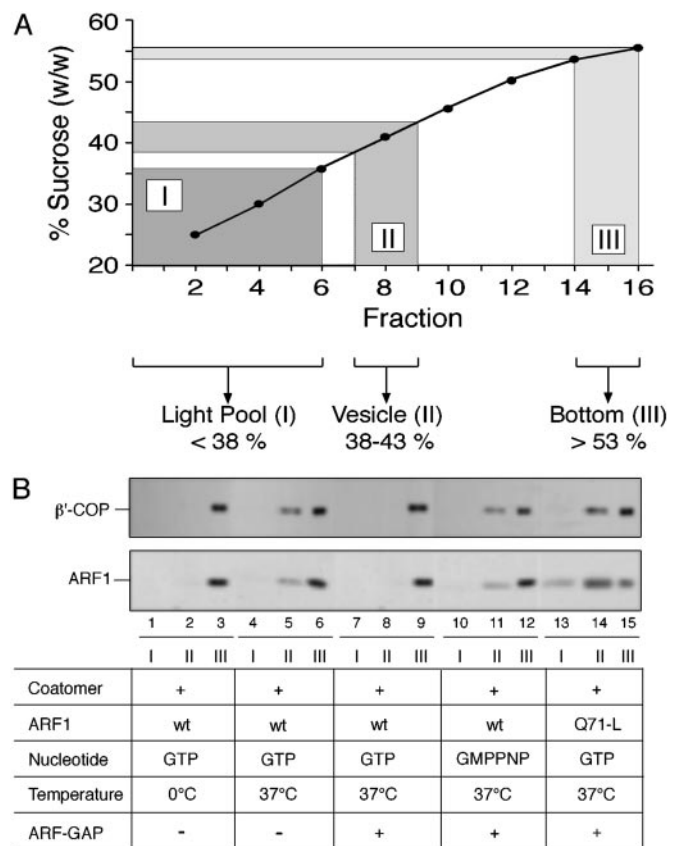 A
% Sucrose (w/w)
60
50
40
30
20
I
II
III
2 4 6 8 10 12 14 16
Fraction
Light Pool (I) Vesicle (II) Bottom (III)
< 38 % 38-43 % > 53 %
B
β'-COP
ARF1
1 2 3 4 5 6 7 8 9 10 11 12 13 14 15
I II III I II III I II III I II III I II III
Coatomer + + + + +
ARF1 wt wt wt wt Q71-L
Nucleotide GTP GTP GTP GMPPNP GTP
Temperature 0°C 37°C 37°C 37°C 37°C
ARF-GAP - - + + +